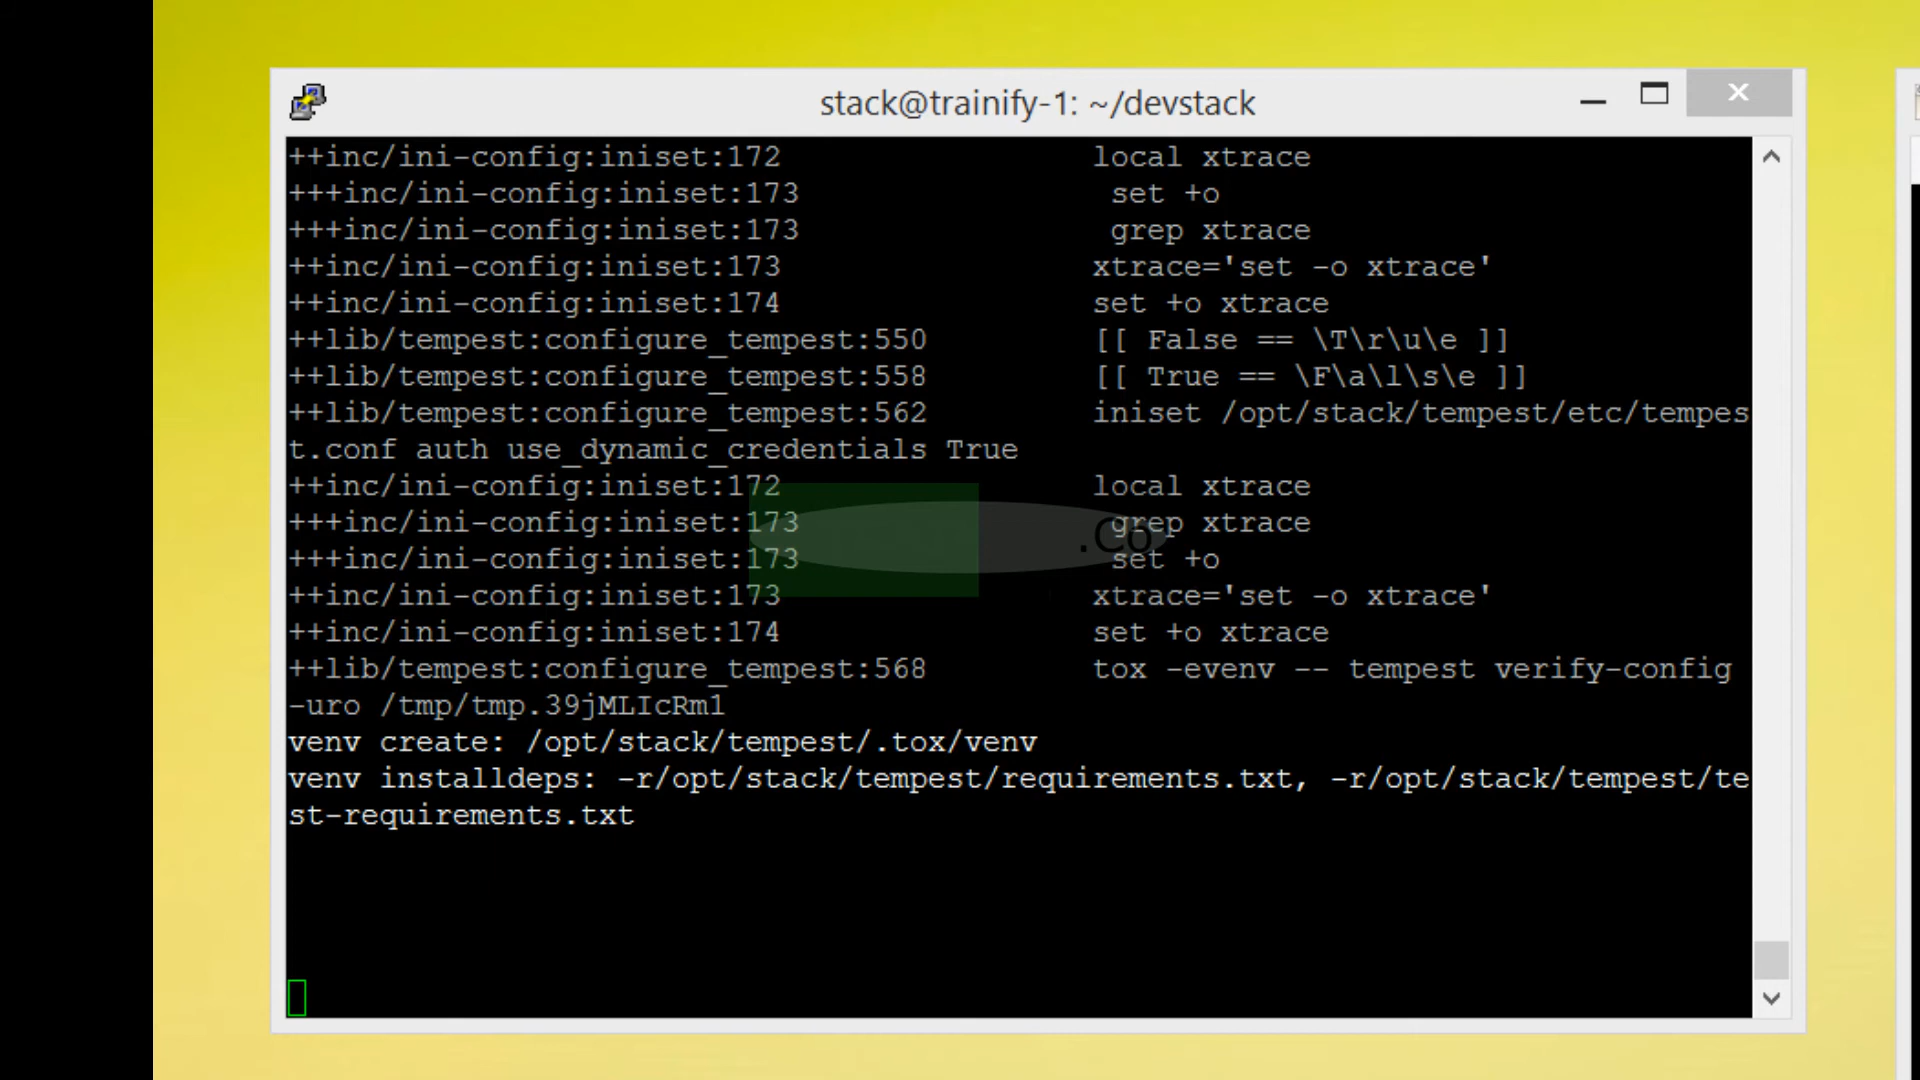 stack@trainify-1: ~/devstack
++inc/ini-config:iniset:172 local xtrace
+++inc/ini-config:iniset:173 set +o
+++inc/ini-config:iniset:173 grep xtrace
++inc/ini-config:iniset:173 xtrace='set -o xtrace'
++inc/ini-config:iniset:174 set +o xtrace
++lib/tempest:configure_tempest:550 [[ False == \T\r\u\e ]]
++lib/tempest:configure_tempest:558 [[ True == \F\a\l\s\e ]]
++lib/tempest:configure_tempest:562 iniset /opt/stack/tempest/etc/tempes
t.conf auth use_dynamic_credentials True
++inc/ini-config:iniset:172 local xtrace
+++inc/ini-config:iniset:173 grep xtrace
.Co
+++inc/ini-config:iniset:173 set +o
++inc/ini-config:iniset:173 xtrace='set -o xtrace'
++inc/ini-config:iniset:174 set +o xtrace
++lib/tempest:configure_tempest:568 tox -evenv -- tempest verify-config
-uro /tmp/tmp.39jMLIcRm1
venv create: /opt/stack/tempest/.tox/venv
venv installdeps: -r/opt/stack/tempest/requirements.txt, -r/opt/stack/tempest/te
st-requirements.txt